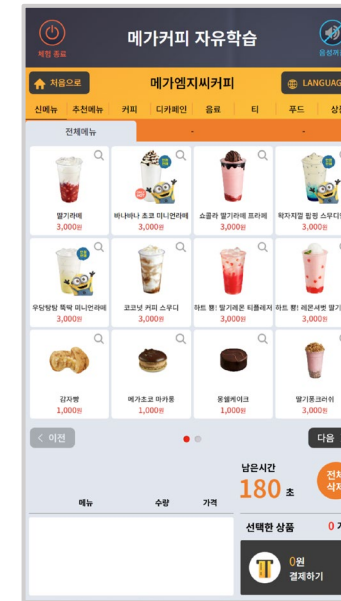 메가커피 자유학습
체험 종료
음성꺼
처음으로
메가엠지씨커피
LANGUAG
신메뉴 추천메뉴 커피 디카페인 음료 티 푸드 상
전체메뉴 - -
딸기라떼 바나바나 초코 미니언라떼 쇼콜라 딸기라떼 프라페
3,000원 3,000원 3,000원 3,000원
우당탕탕 뚝딱 미니언라떼 코코넛 커피 스무디 하트 뿅! 딸기레몬 티플레저 하트 뿅! 레몬셔벗 딸기
3,000원 3,000원 3,000원 3,000원
감자빵 메가초코 마카롱 몽쉘케이크 딸기퐁크러쉬
1,000원 1,000원 1,000원 3,000원
< 이전
다음
남은시간
180 초
전체
삭제
메뉴 수량 가격
선택한 상품 0
0원
결제하기